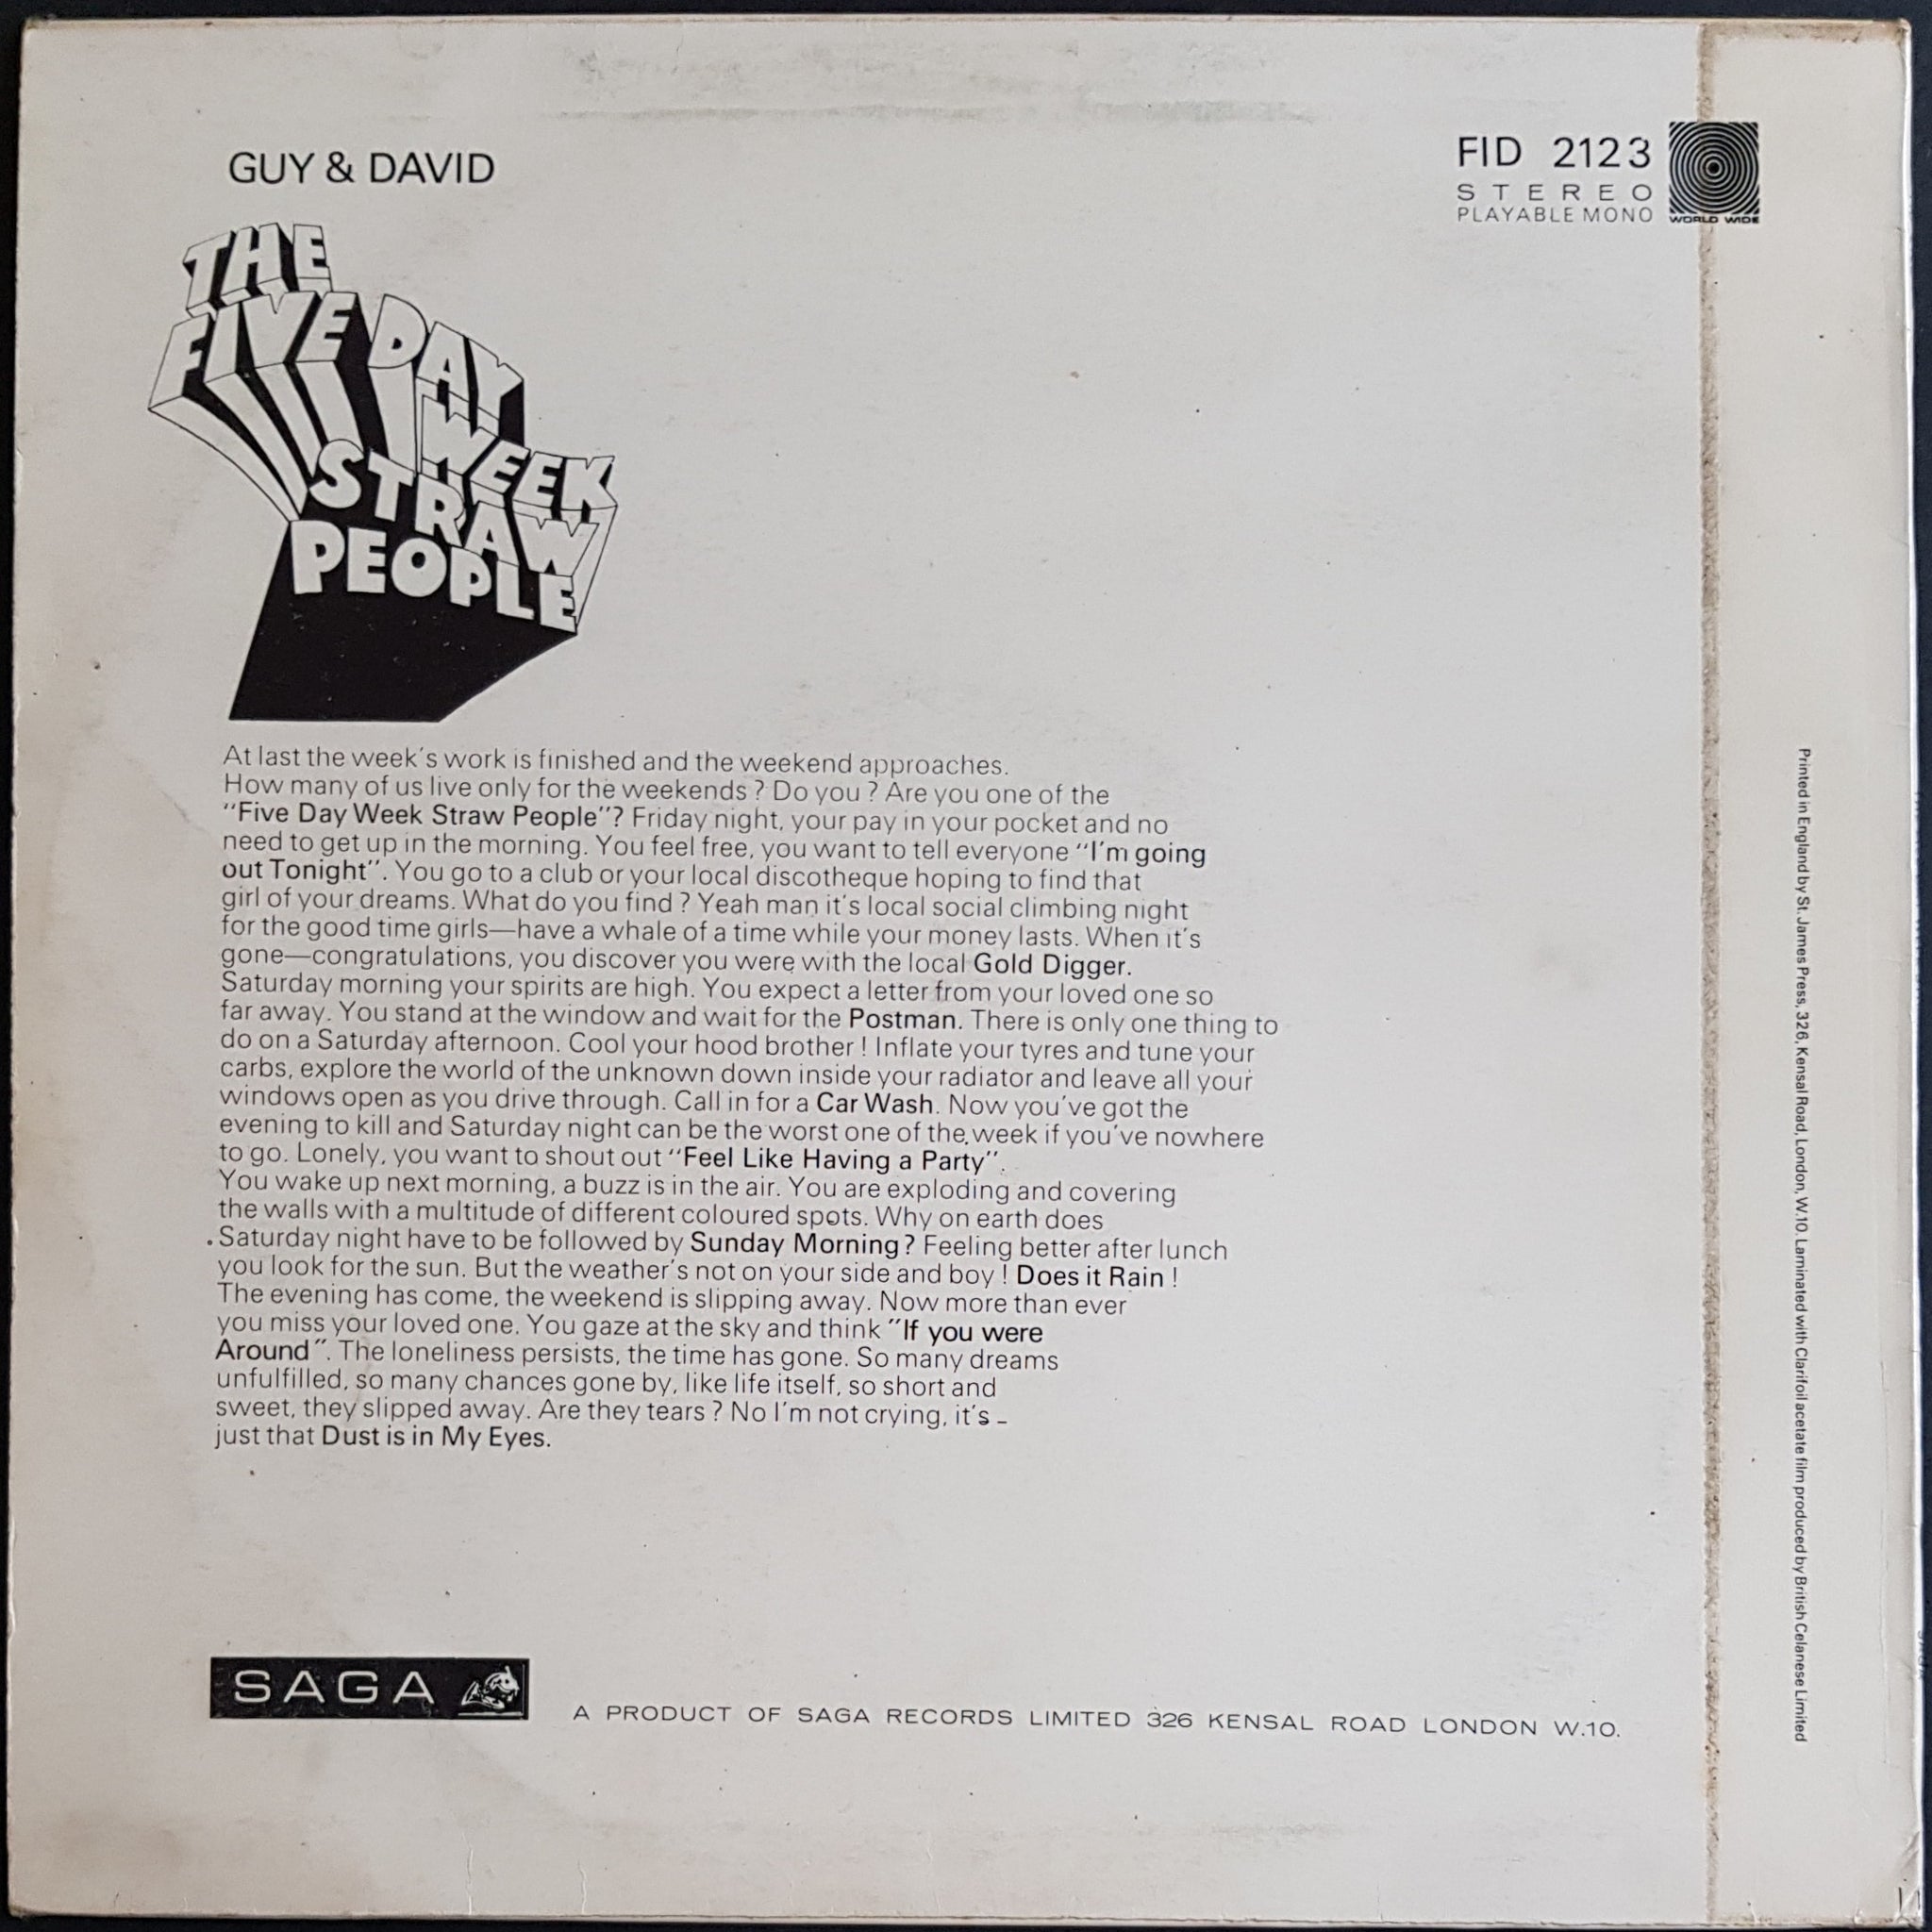 GUY & DAVID
FID 2123
STEREO
PLAYABLE MONO
WORLD WIDE
THE
FIVE DAY
WEEK
STRAW
PEOPLE
At last the week's work is finished and the weekend approaches.
How many of us live only for the weekends ? Do you ? Are you one of the
"Five Day Week Straw People"? Friday night, your pay in your pocket and no
need to get up in the morning. You feel free, you want to tell everyone "I'm going
out Tonight". You go to a club or your local discotheque hoping to find that
girl of your dreams. What do you find ? Yeah man it's local social climbing night
for the good time girls—have a whale of a time while your money lasts. When it's
gone—congratulations, you discover you were with the local Gold Digger.
Saturday morning your spirits are high. You expect a letter from your loved one so
far away. You stand at the window and wait for the Postman. There is only one thing to
do on a Saturday afternoon. Cool your hood brother ! Inflate your tyres and tune your
carbs, explore the world of the unknown down inside your radiator and leave all your
windows open as you drive through. Call in for a Car Wash. Now you've got the
evening to kill and Saturday night can be the worst one of the week if you've nowhere
to go. Lonely, you want to shout out "Feel Like Having a Party".
You wake up next morning, a buzz is in the air. You are exploding and covering
the walls with a multitude of different coloured spots. Why on earth does
Saturday night have to be followed by Sunday Morning? Feeling better after lunch
you look for the sun. But the weather's not on your side and boy ! Does it Rain !
The evening has come, the weekend is slipping away. Now more than ever
you miss your loved one. You gaze at the sky and think "If you were
Around". The loneliness persists, the time has gone. So many dreams
unfulfilled, so many chances gone by, like life itself, so short and
sweet, they slipped away. Are they tears ? No I'm not crying, it's –
just that Dust is in My Eyes.
SAGA
A PRODUCT OF SAGA RECORDS LIMITED 326 KENSAL ROAD LONDON W.10.
Printed in England by St. James Press, 326, Kensal Road, London, W.10. Laminated with Clarifoil acetate film produced by British Celanese Limited